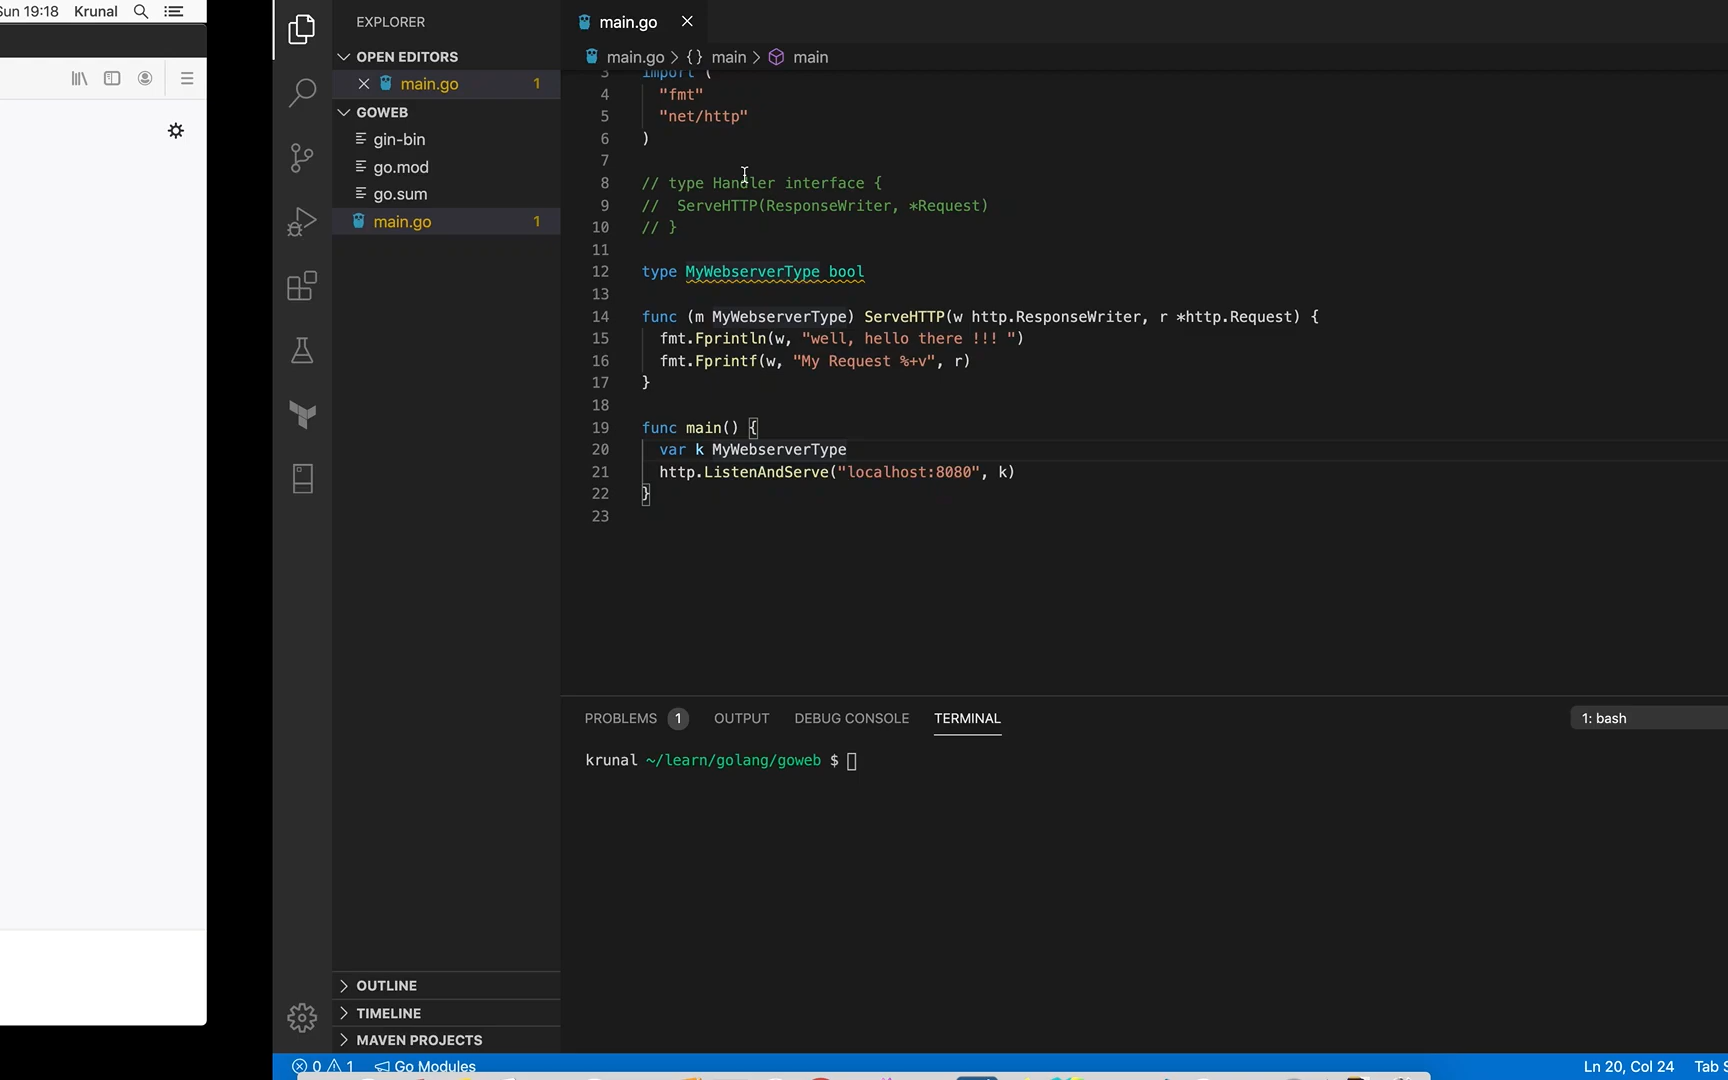 Sun 19:18 Krunal
EXPLORER
OPEN EDITORS
main.go 1
GOWEB
gin-bin
go.mod
go.sum
main.go 1
OUTLINE
TIMELINE
MAVEN PROJECTS
main.go
main.go > {} main > main
3 import (
4 "fmt"
5 "net/http"
6 )
7
8 // type Handler interface {
9 //  ServeHTTP(ResponseWriter, *Request)
10 // }
11
12 type MyWebserverType bool
13
14 func (m MyWebserverType) ServeHTTP(w http.ResponseWriter, r *http.Request) {
15 fmt.Fprintln(w, "well, hello there !!! ")
16 fmt.Fprintf(w, "My Request %+v", r)
17 }
18
19 func main() {
20 var k MyWebserverType
21 http.ListenAndServe("localhost:8080", k)
22 }
23
PROBLEMS 1 OUTPUT DEBUG CONSOLE TERMINAL 1: bash
krunal ~/learn/golang/goweb $
0 1 Go Modules Ln 20, Col 24 Tab S